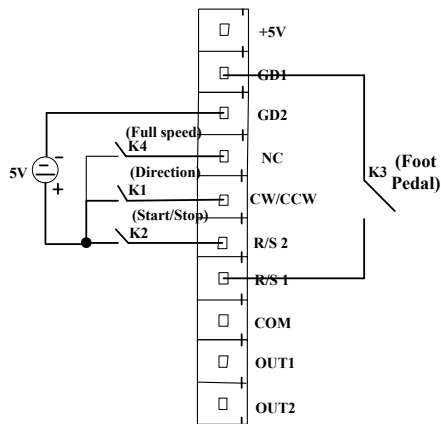 +5V
GD1
GD2
(Full speed)
K4
NC
5V
-
+
(Direction)
K1
CW/CCW
(Start/Stop)
K2
R/S 2
K3
(Foot
Pedal)
R/S 1
COM
OUT1
OUT2